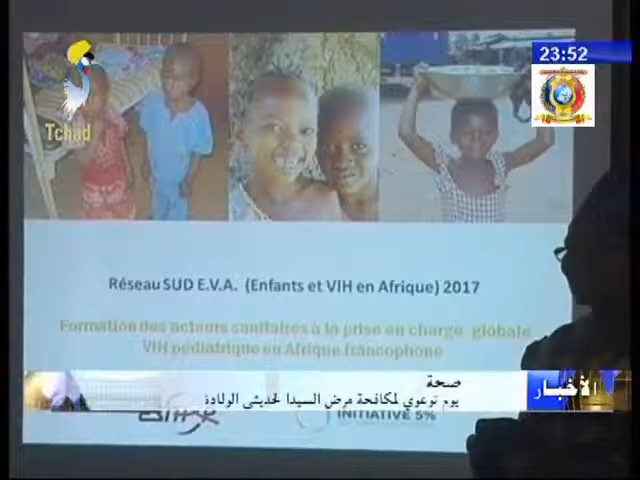 23:52
Tchad
Réseau SUD E.V.A. (Enfants et VIH en Afrique) 2017
Formation des acteurs sanitaires à la prise en charge globale
VIH pédiatrique en Afrique francophone
صحة
الأخبار
يوم توعوي لمكافحة مرض السيدا لحديثي الولادة
INITIATIVE 5%